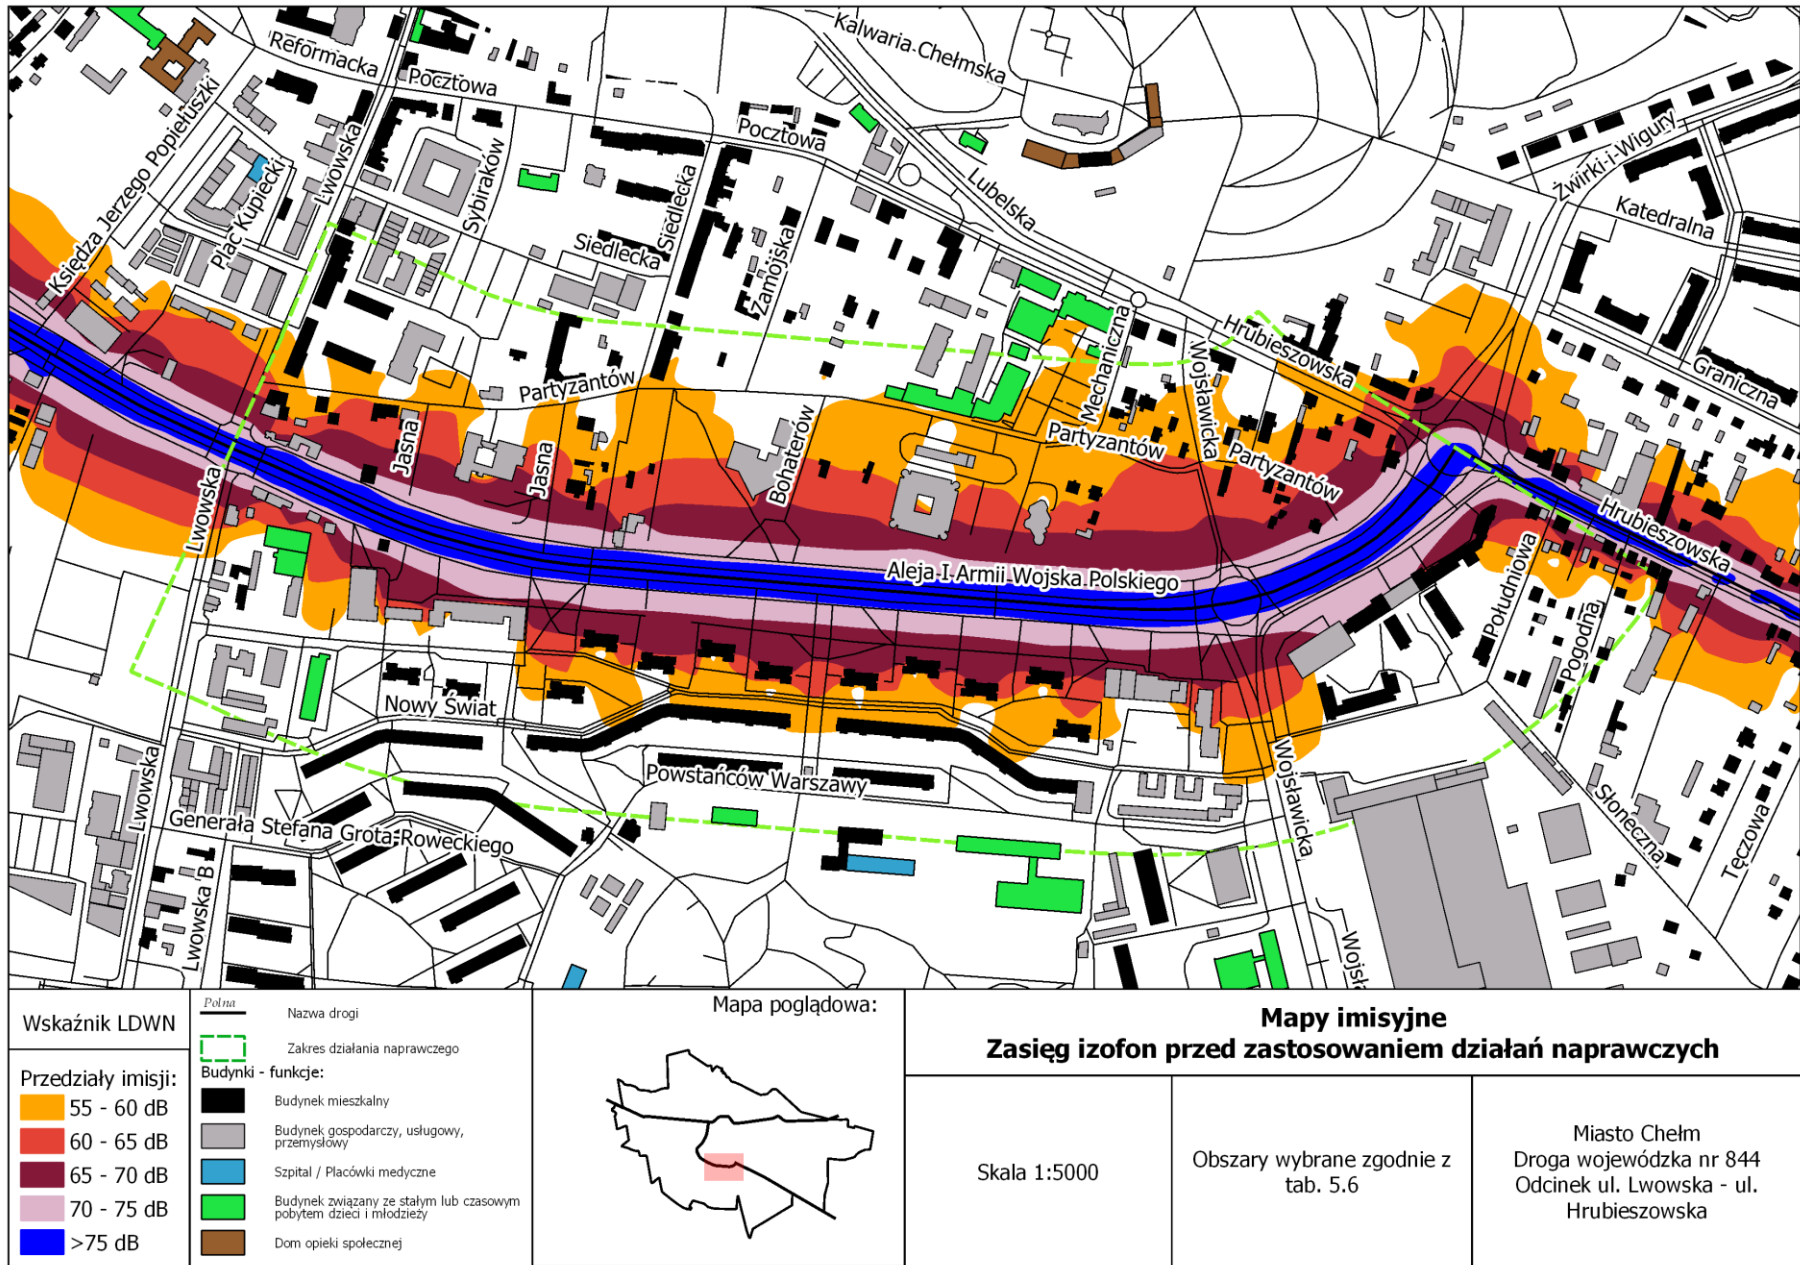 Kalwaria Chełmska
Reformacka
Pocztowa
Pocztowa
Księdza Jerzego Popiełuszki
Plac Kupiecki
Lwowska
Sybiraków
Siedlecka
Siedlecka
Zamojska
Lubelska
Żwirki-i-Wigury
Katedralna
Mechaniczna
Wojsławicka
Hrubieszowska
Graniczna
Partyzantów
Jasna
Jasna
Bohaterów
Partyzantów
Partyzantów
Lwowska
Hrubieszowska
Aleja I Armii Wojska Polskiego
Południowa
Pogodna
Nowy Świat
Lwowska
Powstańców Warszawy
Wojsławicka
Słoneczna
Tęczowa
Generała Stefana Grota-Roweckiego
Lwowska B
Wojsła
Wskaźnik LDWN
Przedziały imisji:
55 - 60 dB
60 - 65 dB
65 - 70 dB
70 - 75 dB
>75 dB
Polna
Nazwa drogi
Zakres działania naprawczego
Budynki - funkcje:
Budynek mieszkalny
Budynek gospodarczy, usługowy,
przemysłowy
Szpital / Placówki medyczne
Budynek związany ze stałym lub czasowym
pobytem dzieci i młodzieży
Dom opieki społecznej
Mapa poglądowa:
Mapy imisyjne
Zasięg izofon przed zastosowaniem działań naprawczych
Skala 1:5000
Obszary wybrane zgodnie z
tab. 5.6
Miasto Chełm
Droga wojewódzka nr 844
Odcinek ul. Lwowska - ul.
Hrubieszowska